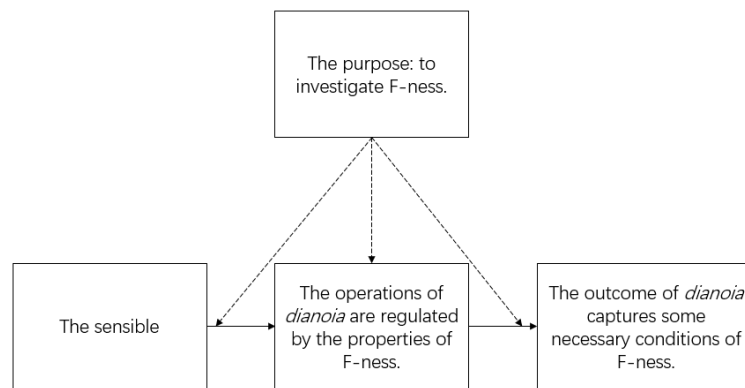 The purpose: to
investigate F-ness.
The sensible
The operations of
dianoia are regulated
by the properties of
F-ness.
The outcome of dianoia
captures some
necessary conditions of
F-ness.